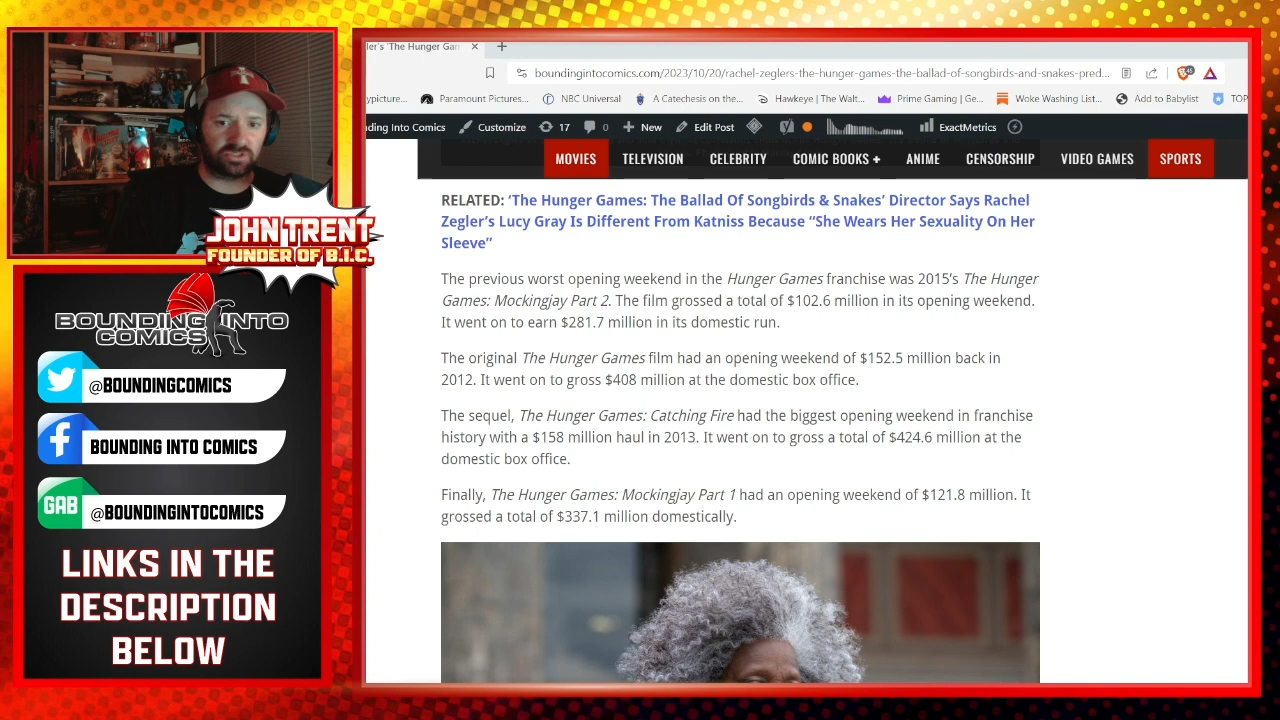 ler's 'The Hunger Gan
boundingintocomics.com/2023/10/20/rachel-zeglers-the-hunger-games-the-ballad-of-songbirds-and-snakes-pred...
ypicture...
Paramount Pictures...
NBC Universal
A Catechesis on the...
Hawkeye | The Walt...
Prime Gaming | Ge...
Woke Washing List...
Add to Babylist
TOP
nding Into Comics
Customize
17
0
New
Edit Post
ExactMetrics
MOVIES
TELEVISION
CELEBRITY
COMIC BOOKS +
ANIME
CENSORSHIP
VIDEO GAMES
SPORTS
RELATED: 'The Hunger Games: The Ballad Of Songbirds & Snakes' Director Says Rachel
Zegler's Lucy Gray Is Different From Katniss Because “She Wears Her Sexuality On Her
Sleeve”
The previous worst opening weekend in the Hunger Games franchise was 2015's The Hunger
Games: Mockingjay Part 2. The film grossed a total of $102.6 million in its opening weekend.
It went on to earn $281.7 million in its domestic run.
The original The Hunger Games film had an opening weekend of $152.5 million back in
2012. It went on to gross $408 million at the domestic box office.
The sequel, The Hunger Games: Catching Fire had the biggest opening weekend in franchise
history with a $158 million haul in 2013. It went on to gross a total of $424.6 million at the
domestic box office.
Finally, The Hunger Games: Mockingjay Part 1 had an opening weekend of $121.8 million. It
grossed a total of $337.1 million domestically.
JOHN TRENT
FOUNDER OF B.I.C.
BOUNDING INTO
COMICS
@BOUNDINGCOMICS
BOUNDING INTO COMICS
GAB
@BOUNDINGINTOCOMICS
LINKS IN THE
DESCRIPTION
BELOW